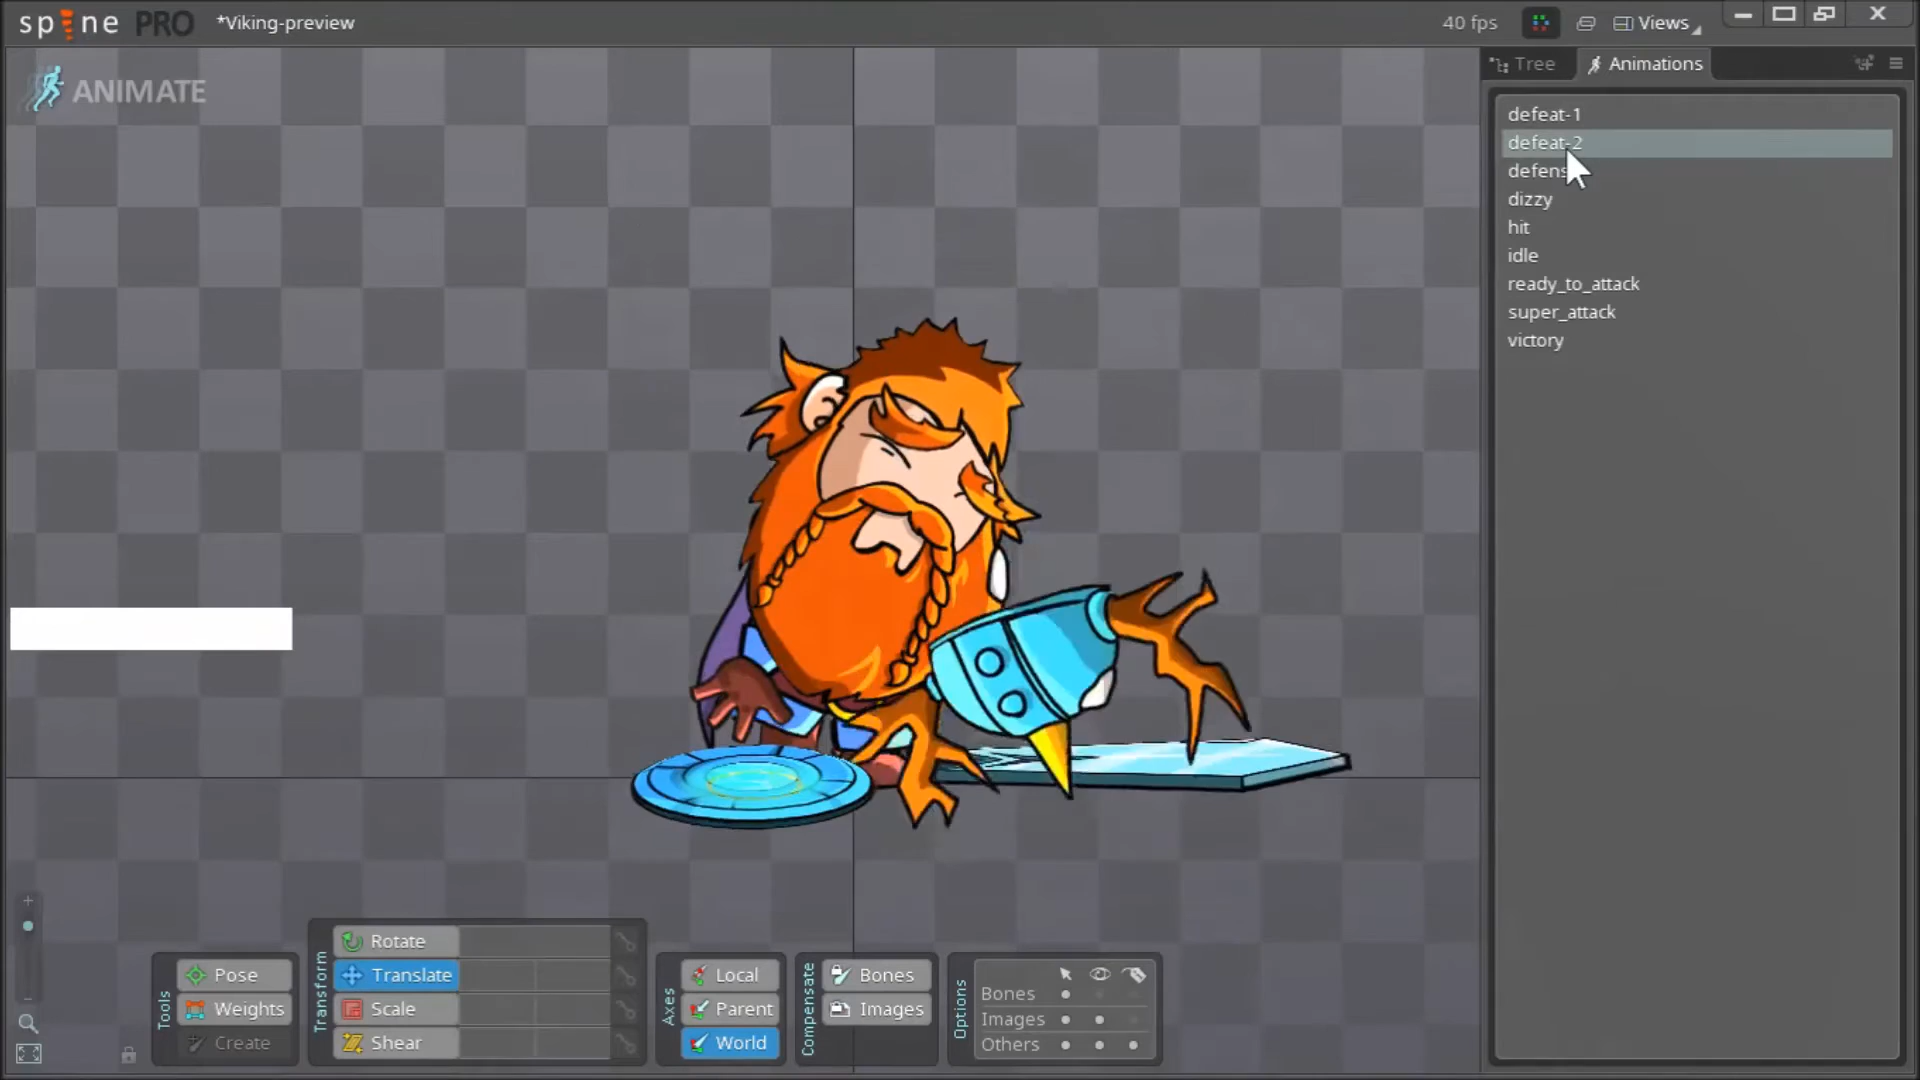 spine PRO
*Viking-preview
40 fps
Views
ANIMATE
Tree
Animations
defeat-1
defeat-2
defens
dizzy
hit
idle
ready_to_attack
super_attack
victory
Tools
Pose
Weights
Create
Transform
Rotate
Translate
Scale
Shear
Axes
Local
Parent
World
Compensate
Bones
Images
Options
Bones
Images
Others